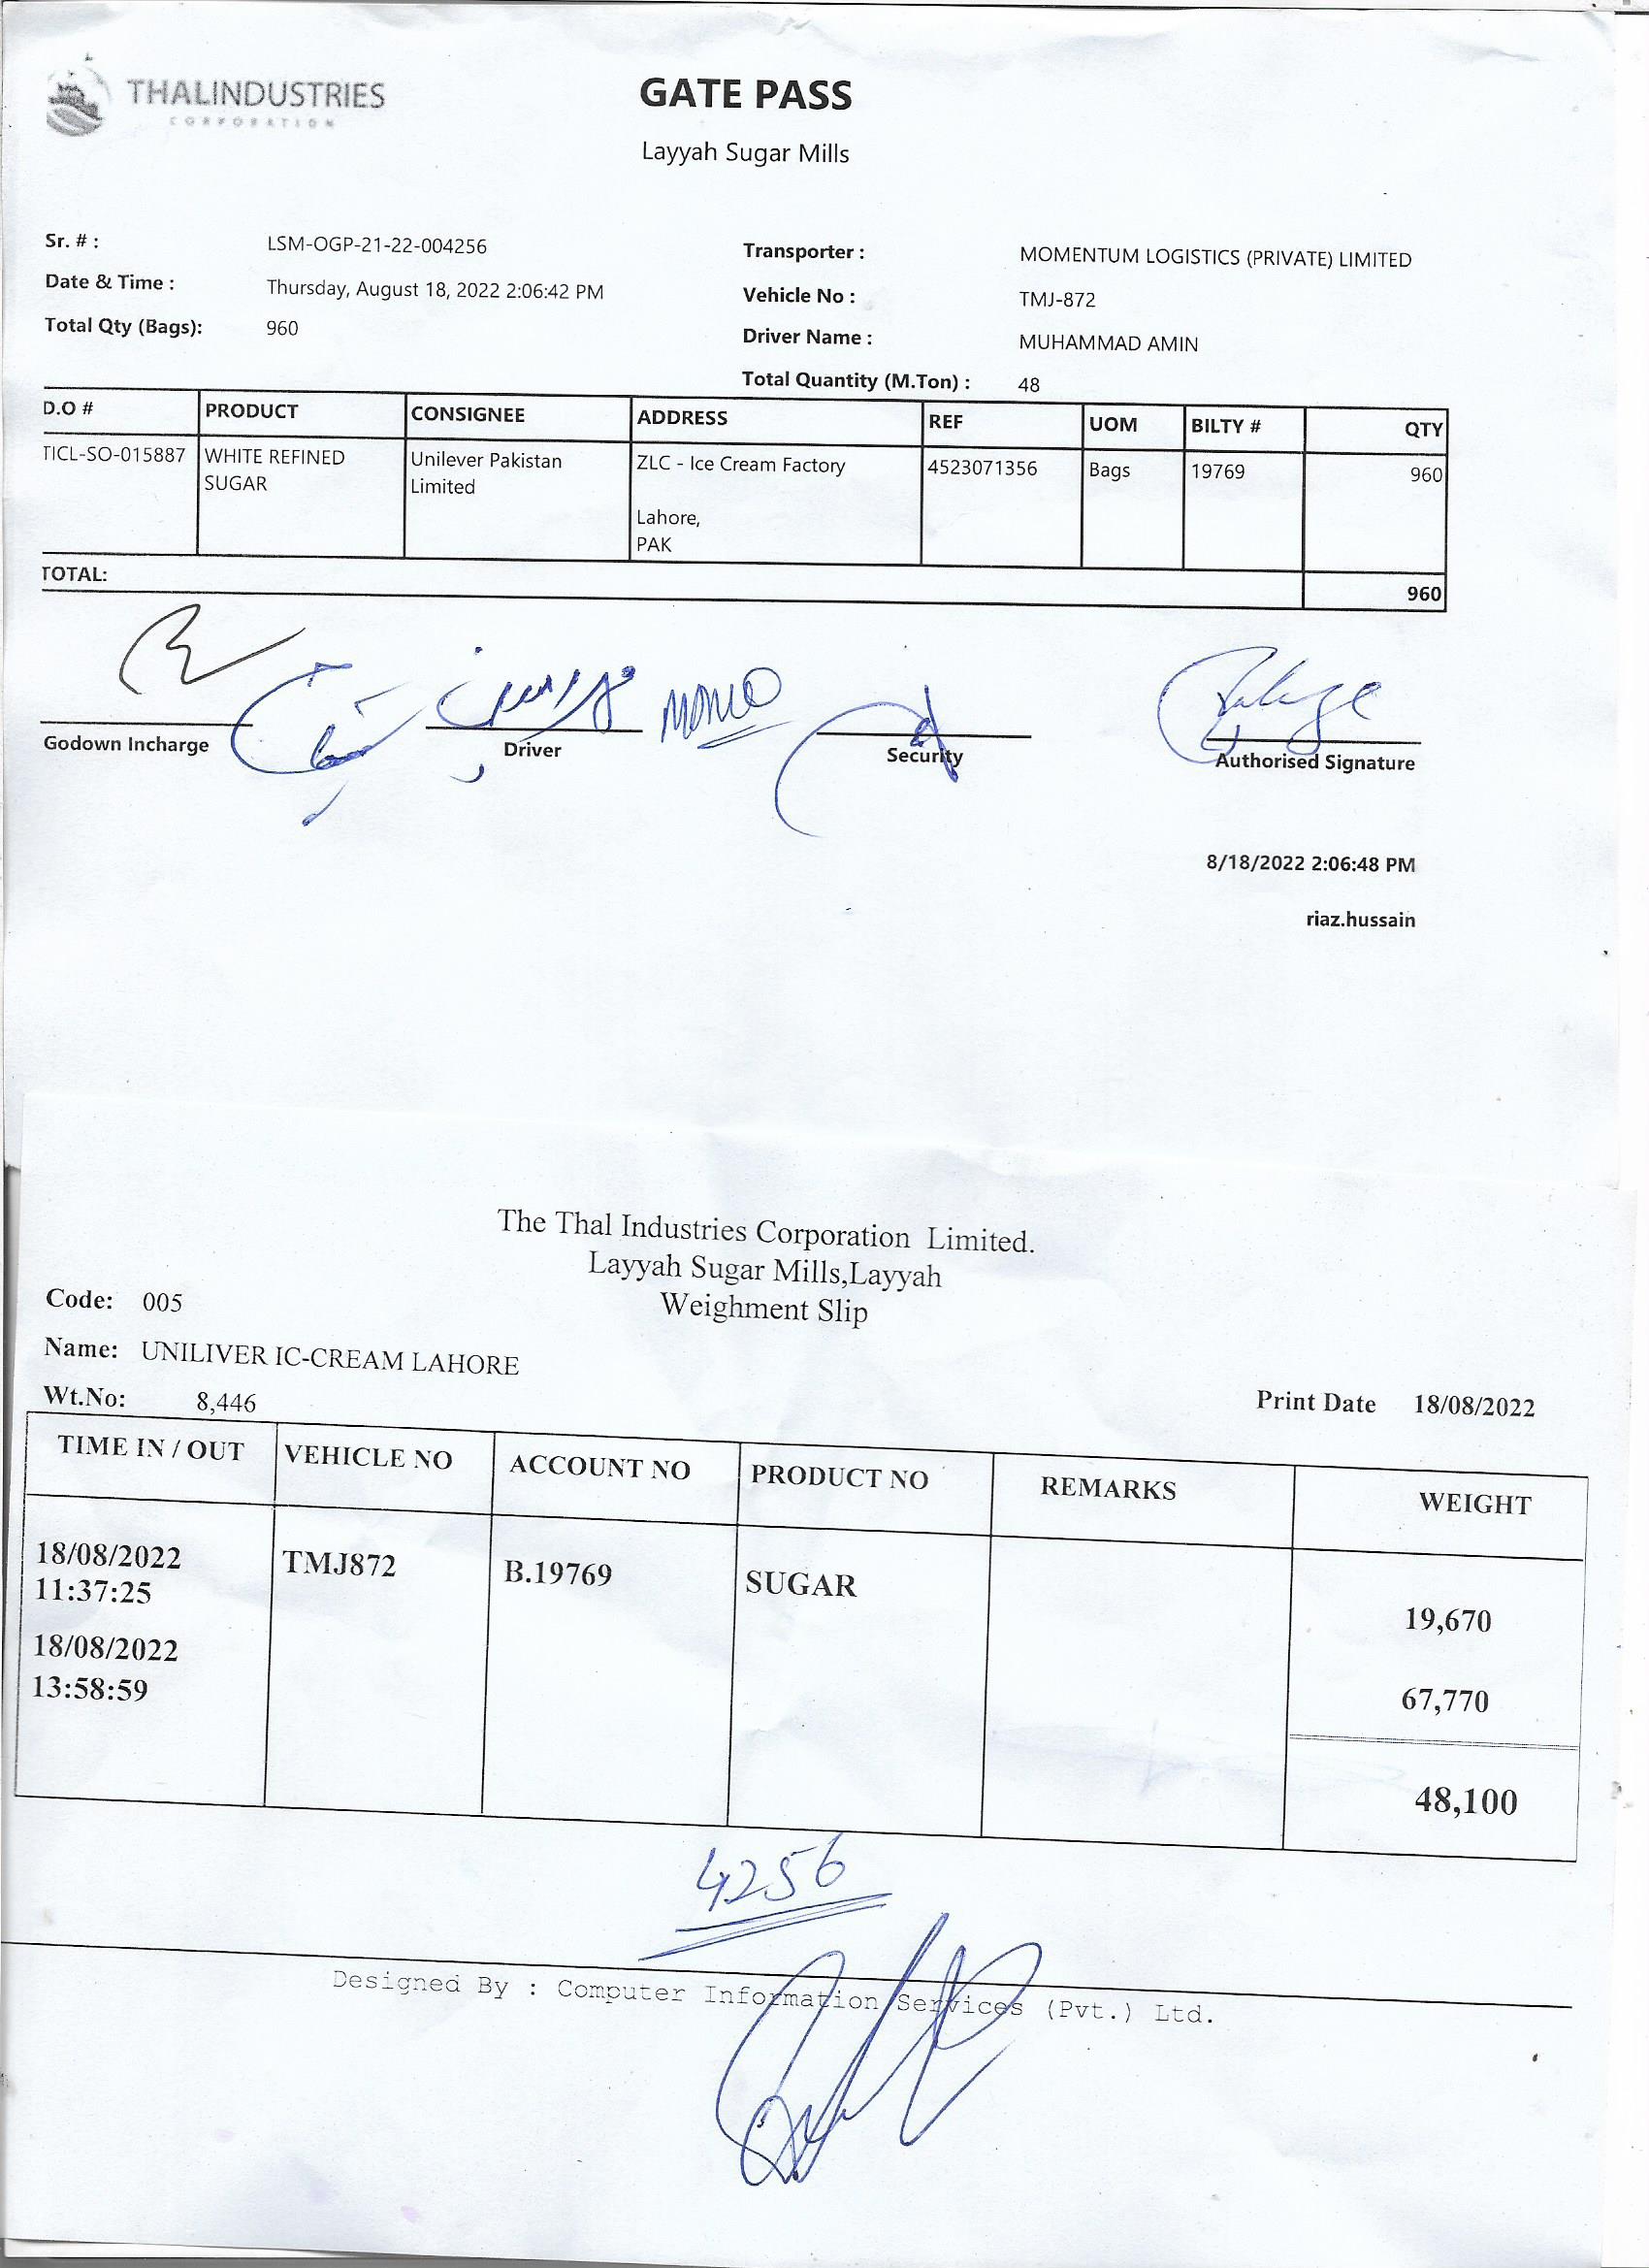 THALINDUSTRIES
CORPORATION
GATE PASS
Layyah Sugar Mills
Sr. # : LSM-OGP-21-22-004256
Date & Time : Thursday, August 18, 2022 2:06:42 PM
Total Qty (Bags): 960
Transporter : MOMENTUM LOGISTICS (PRIVATE) LIMITED
Vehicle No : TMJ-872
Driver Name : MUHAMMAD AMIN
Total Quantity (M.Ton) : 48
D.O # PRODUCT CONSIGNEE ADDRESS REF UOM BILTY # QTY
TICL-SO-015887 WHITE REFINED Unilever Pakistan ZLC - Ice Cream Factory 4523071356 Bags 19769 960
SUGAR Limited
Lahore,
PAK
TOTAL: 960
Godown Incharge Driver Security Authorised Signature
8/18/2022 2:06:48 PM
riaz.hussain
The Thal Industries Corporation Limited.
Layyah Sugar Mills,Layyah
Weighment Slip
Code: 005
Name: UNILIVER IC-CREAM LAHORE
Wt.No: 8,446
Print Date 18/08/2022
TIME IN / OUT VEHICLE NO ACCOUNT NO PRODUCT NO REMARKS WEIGHT
18/08/2022 TMJ872 B.19769 SUGAR
11:37:25 19,670
18/08/2022
13:58:59 67,770
48,100
4256
Designed By : Computer Information Services (Pvt.) Ltd.